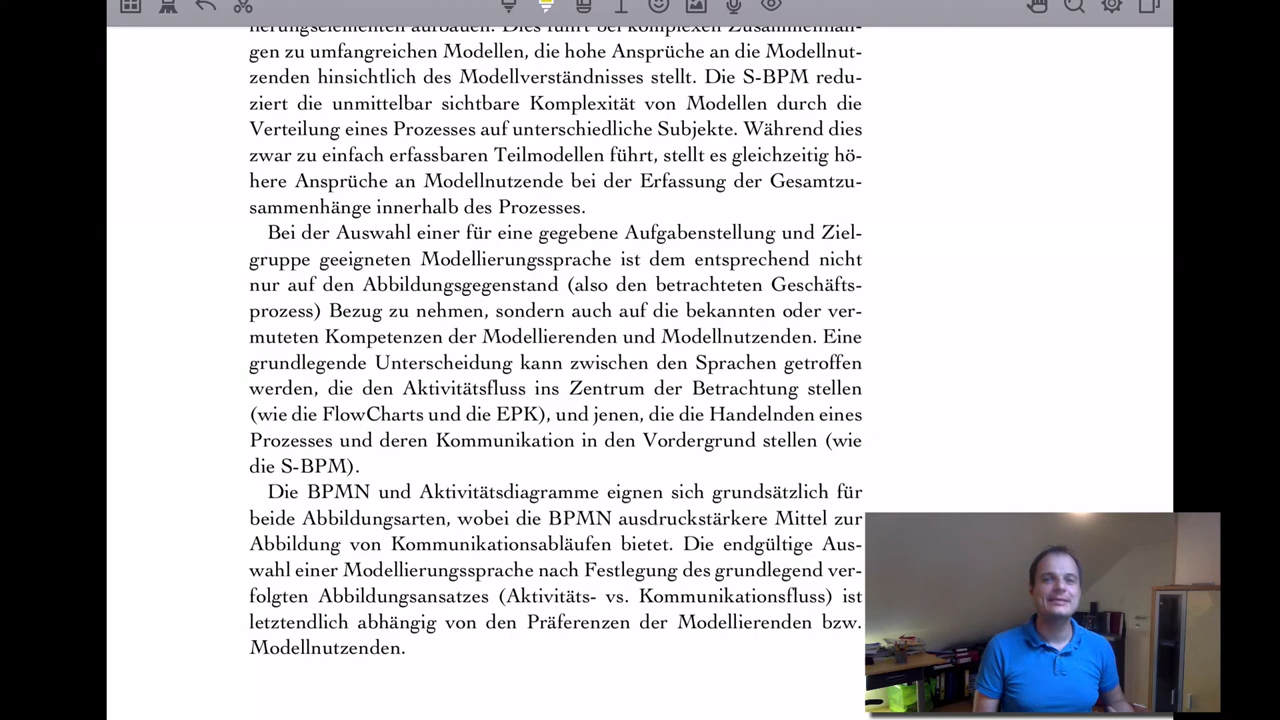 nerungselementen aufbauen. Dies führt bei komplexen Zusammenhän-
gen zu umfangreichen Modellen, die hohe Ansprüche an die Modellnut-
zenden hinsichtlich des Modellverständnisses stellt. Die S-BPM redu-
ziert die unmittelbar sichtbare Komplexität von Modellen durch die
Verteilung eines Prozesses auf unterschiedliche Subjekte. Während dies
zwar zu einfach erfassbaren Teilmodellen führt, stellt es gleichzeitig hö-
here Ansprüche an Modellnutzende bei der Erfassung der Gesamtzu-
sammenhänge innerhalb des Prozesses.
Bei der Auswahl einer für eine gegebene Aufgabenstellung und Ziel-
gruppe geeigneten Modellierungssprache ist dem entsprechend nicht
nur auf den Abbildungsgegenstand (also den betrachteten Geschäfts-
prozess) Bezug zu nehmen, sondern auch auf die bekannten oder ver-
muteten Kompetenzen der Modellierenden und Modellnutzenden. Eine
grundlegende Unterscheidung kann zwischen den Sprachen getroffen
werden, die den Aktivitätsfluss ins Zentrum der Betrachtung stellen
(wie die FlowCharts und die EPK), und jenen, die die Handelnden eines
Prozesses und deren Kommunikation in den Vordergrund stellen (wie
die S-BPM).
Die BPMN und Aktivitätsdiagramme eignen sich grundsätzlich für
beide Abbildungsarten, wobei die BPMN ausdruckstärkere Mittel zur
Abbildung von Kommunikationsabläufen bietet. Die endgültige Aus-
wahl einer Modellierungssprache nach Festlegung des grundlegend ver-
folgten Abbildungsansatzes (Aktivitäts- vs. Kommunikationsfluss) ist
letztendlich abhängig von den Präferenzen der Modellierenden bzw.
Modellnutzenden.